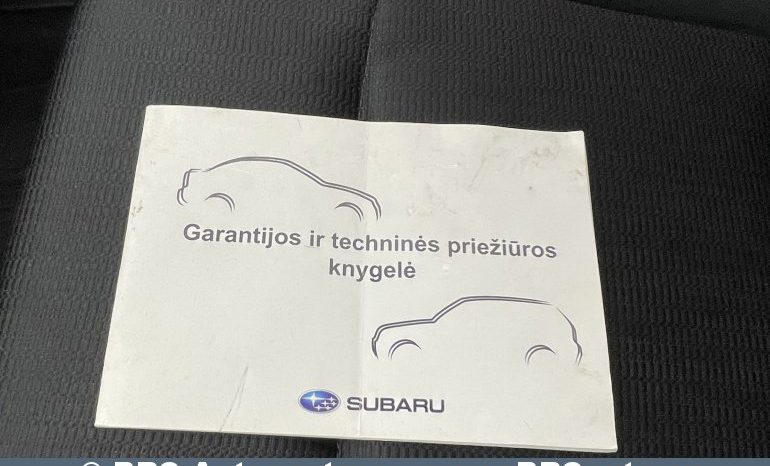 Garantijos ir techninės priežiūros
knygelė
SUBARU